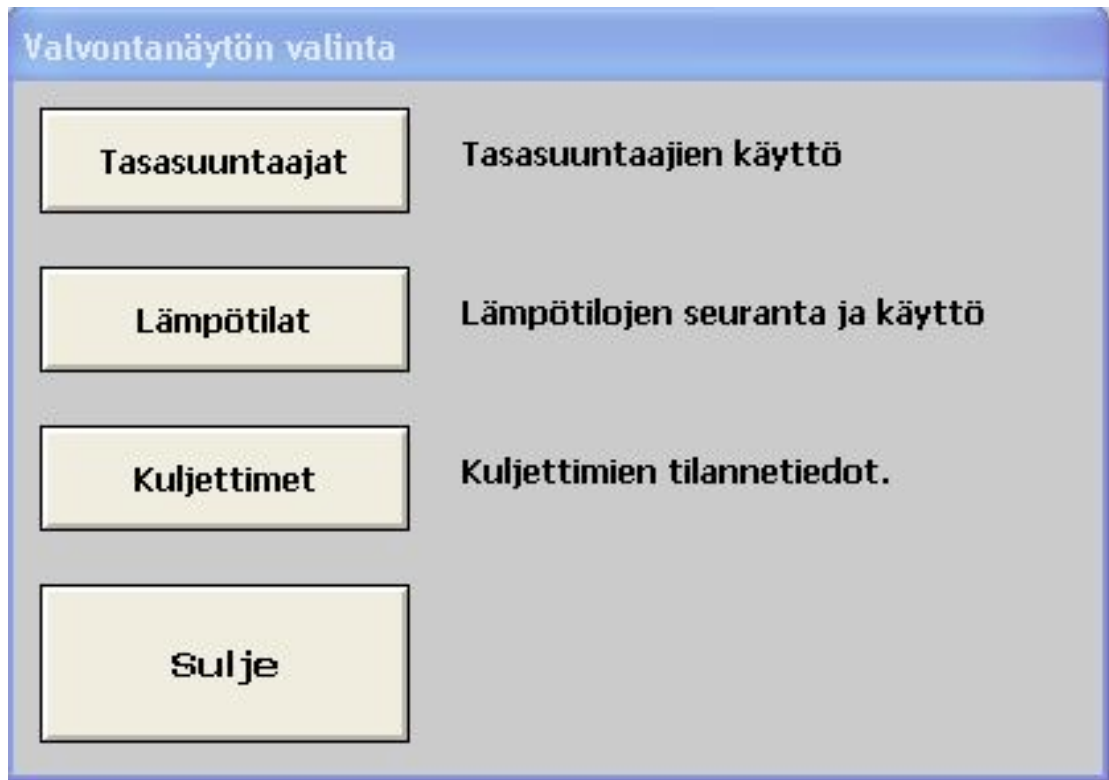 Valvontanäytön valinta
Tasasuuntaajat
Tasasuuntaajien käyttö
Lämpötilat
Lämpötilojen seuranta ja käyttö
Kuljettimet
Kuljettimien tilannetiedot.
Sulje